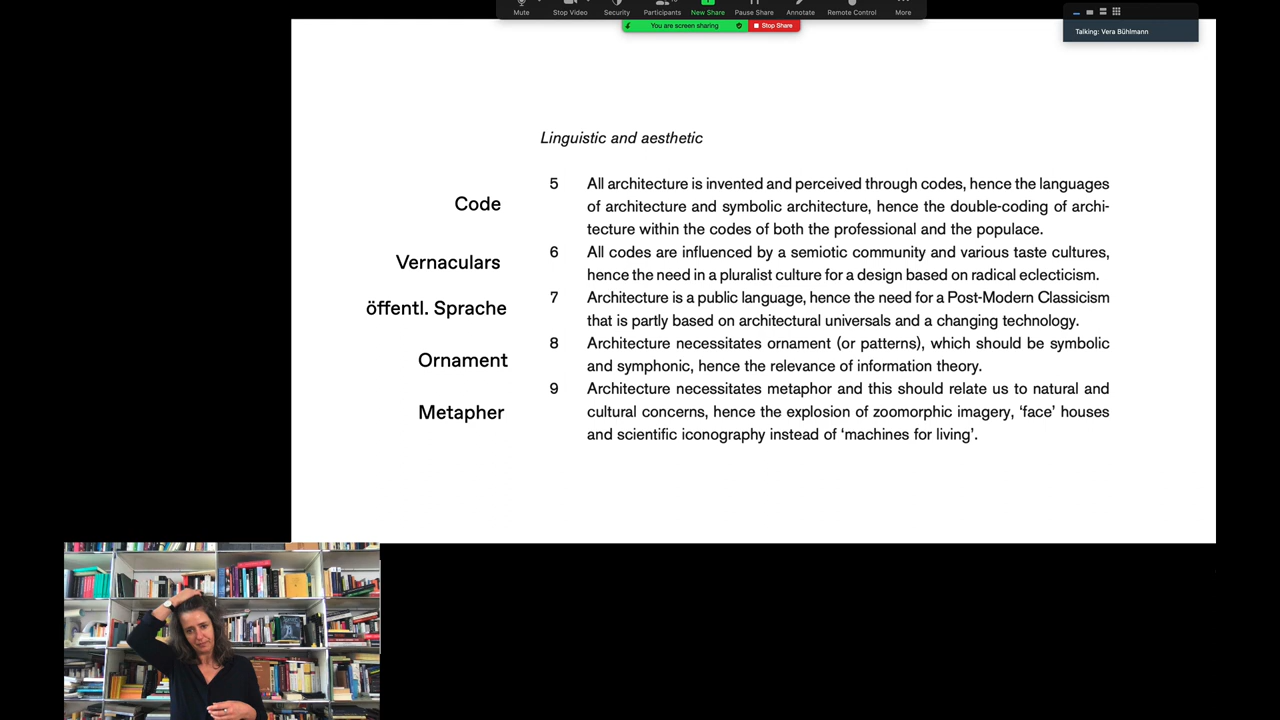 Mute
Stop Video
Security
Participants
New Share
Pause Share
Annotate
Remote Control
More
You are screen sharing
Stop Share
Talking: Vera Bühlmann
Linguistic and aesthetic
Code
5 All architecture is invented and perceived through codes, hence the languages
of architecture and symbolic architecture, hence the double-coding of archi-
tecture within the codes of both the professional and the populace.
Vernaculars
6 All codes are influenced by a semiotic community and various taste cultures,
hence the need in a pluralist culture for a design based on radical eclecticism.
öffentl. Sprache
7 Architecture is a public language, hence the need for a Post-Modern Classicism
that is partly based on architectural universals and a changing technology.
Ornament
8 Architecture necessitates ornament (or patterns), which should be symbolic
and symphonic, hence the relevance of information theory.
Metapher
9 Architecture necessitates metaphor and this should relate us to natural and
cultural concerns, hence the explosion of zoomorphic imagery, ‘face’ houses
and scientific iconography instead of ‘machines for living’.